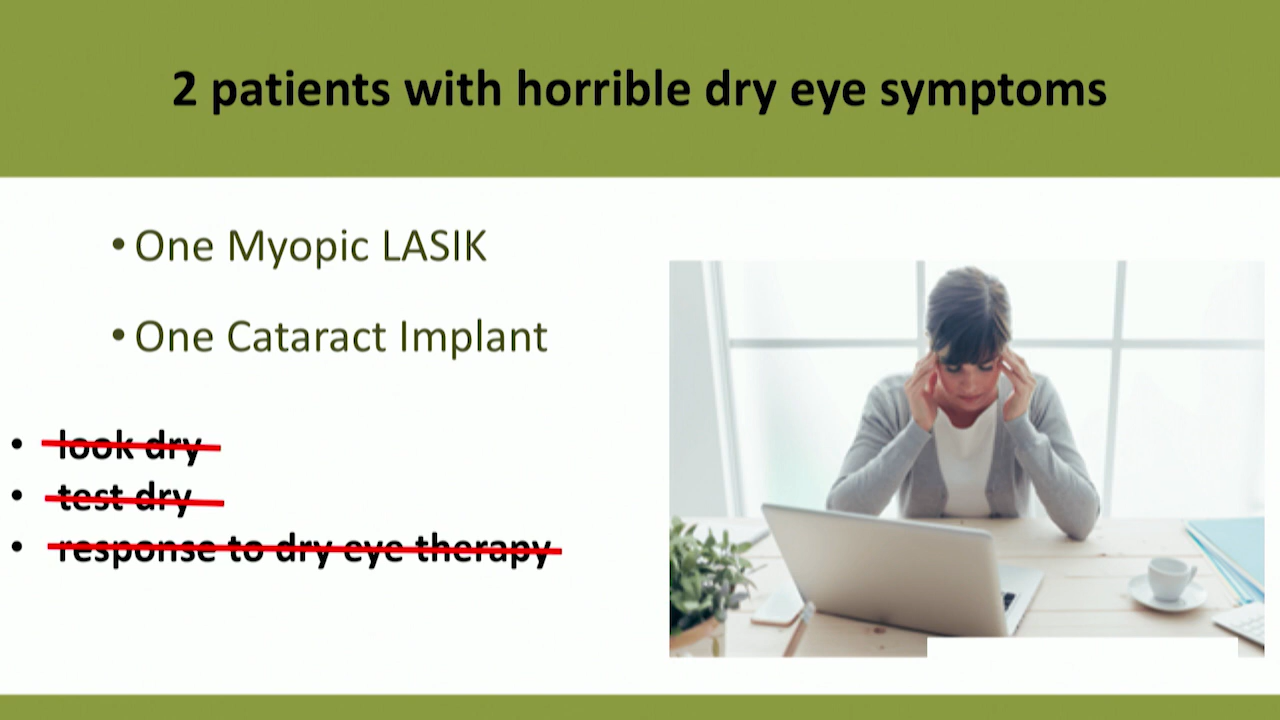 2 patients with horrible dry eye symptoms
• One Myopic LASIK
• One Cataract Implant
• look dry
• test dry
• response to dry eye therapy